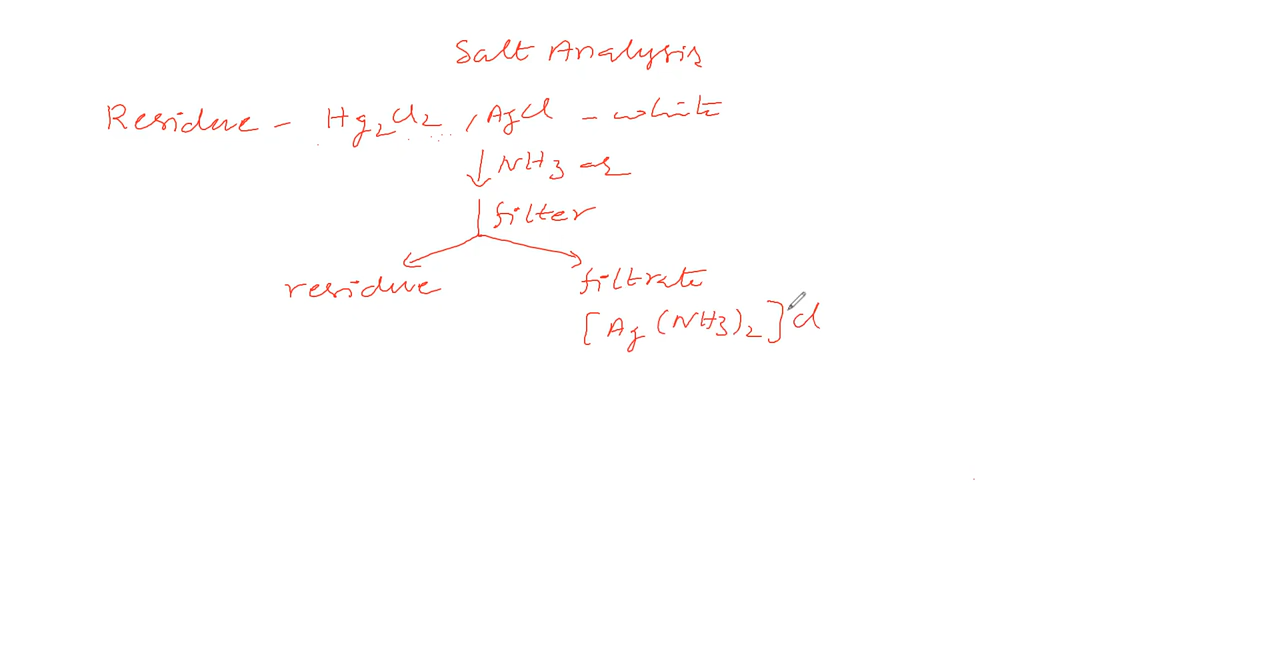 Salt Analysis
Residue - Hg2Cl2, AgCl - white
NH3 aq
filter
residue filtrate
[Ag(NH3)2]Cl